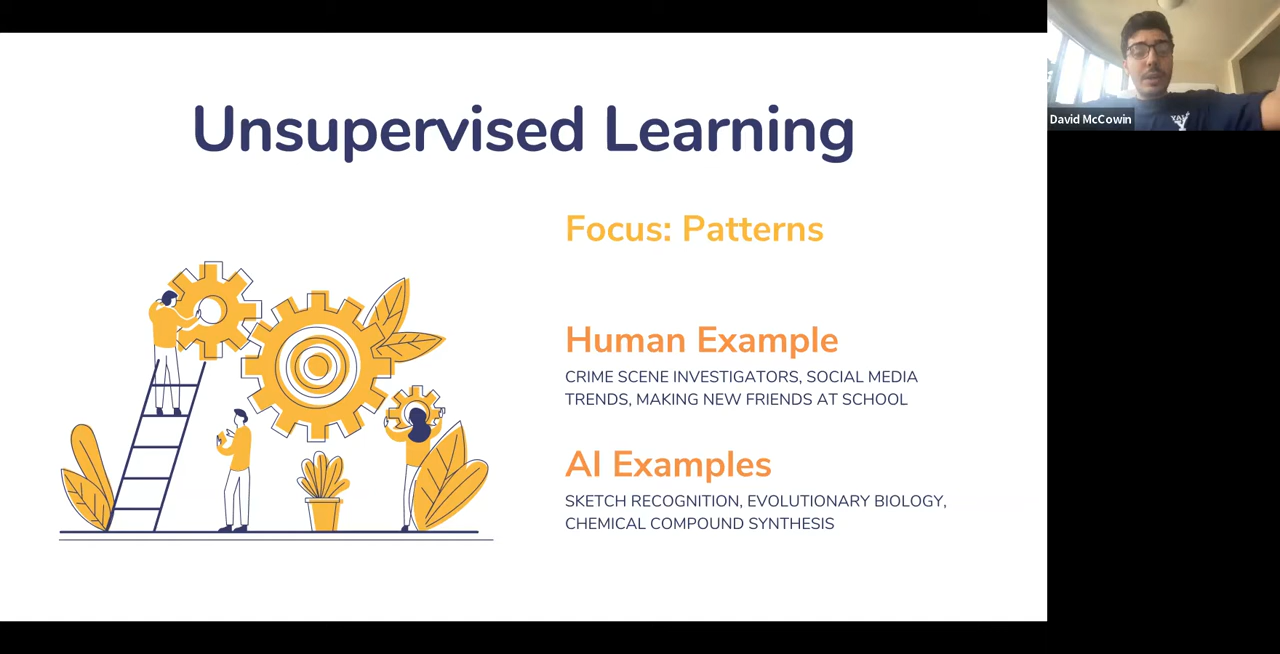 Unsupervised Learning
Focus: Patterns
Human Example
CRIME SCENE INVESTIGATORS, SOCIAL MEDIA
TRENDS, MAKING NEW FRIENDS AT SCHOOL
AI Examples
SKETCH RECOGNITION, EVOLUTIONARY BIOLOGY,
CHEMICAL COMPOUND SYNTHESIS
David McCowin